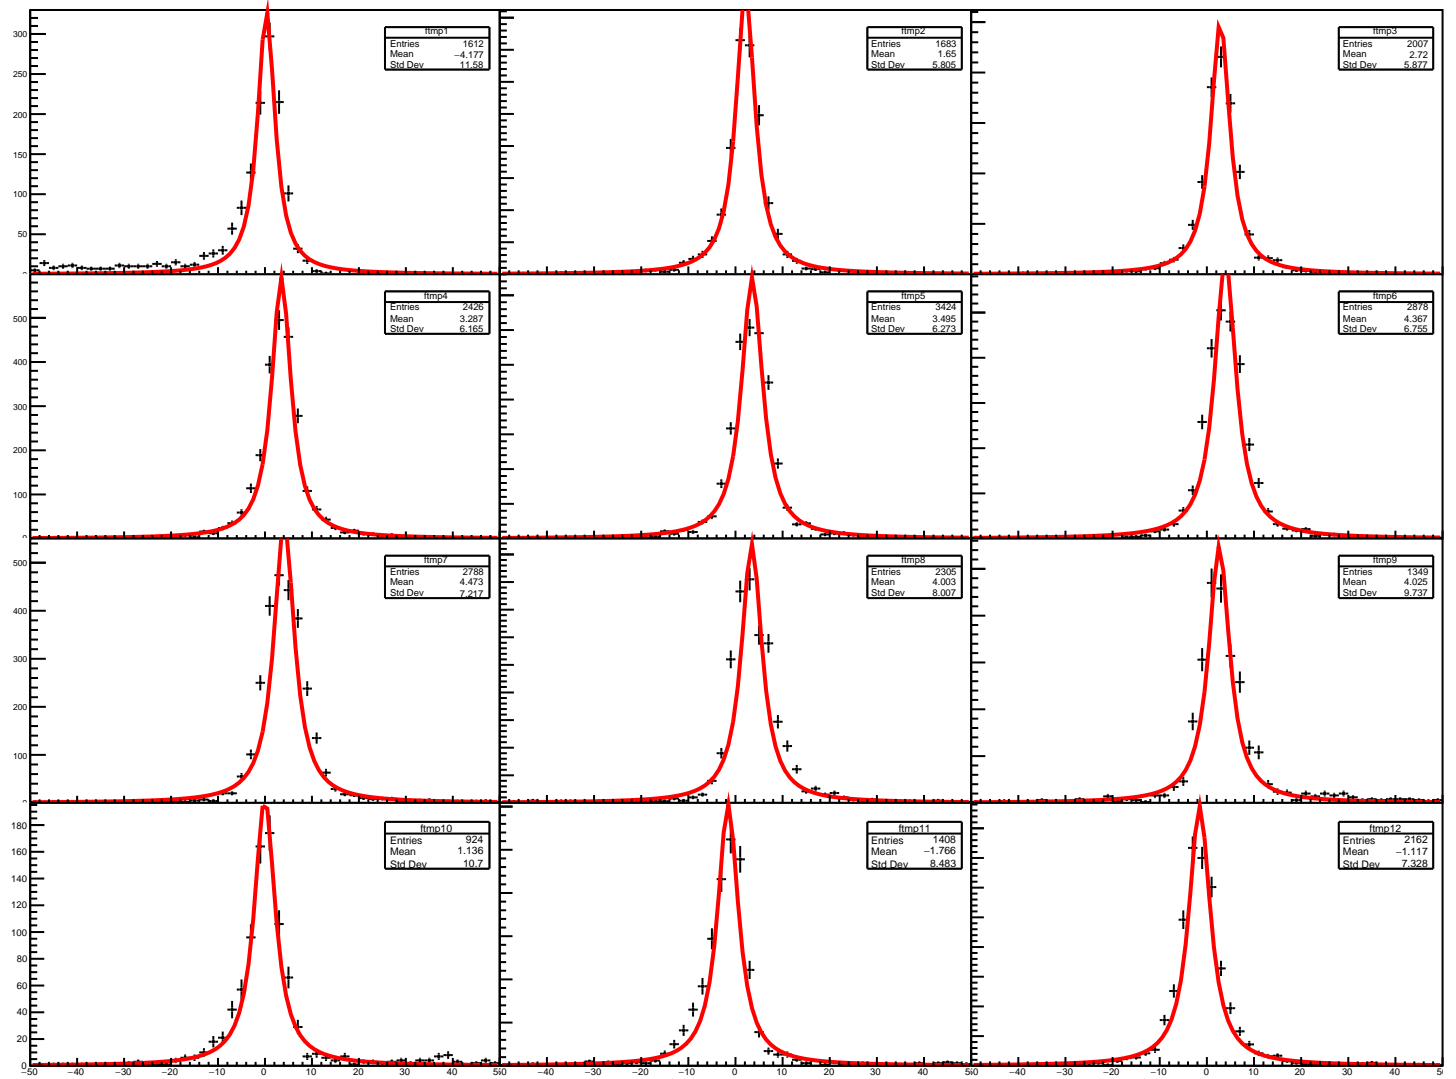 ftmp1
Entries 1612
Mean −4.177
Std Dev 11.58
ftmp2
Entries 1683
Mean 1.65
Std Dev 5.805
ftmp3
Entries 2007
Mean 2.72
Std Dev 5.877
300
250
200
150
100
50
0
ftmp4
Entries 2426
Mean 3.287
Std Dev 6.165
ftmp5
Entries 3424
Mean 3.495
Std Dev 6.273
ftmp6
Entries 2878
Mean 4.367
Std Dev 6.755
500
400
300
200
100
0
ftmp7
Entries 2788
Mean 4.473
Std Dev 7.217
ftmp8
Entries 2305
Mean 4.003
Std Dev 8.007
ftmp9
Entries 1349
Mean 4.025
Std Dev 9.737
500
400
300
200
100
0
ftmp10
Entries 924
Mean 1.136
Std Dev 10.7
ftmp11
Entries 1408
Mean −1.766
Std Dev 8.483
ftmp12
Entries 2162
Mean −1.117
Std Dev 7.328
180
160
140
120
100
80
60
40
20
0
−50 −40 −30 −20 −10 0 10 20 30 40 50 −40 −30 −20 −10 0 10 20 30 40 50 −40 −30 −20 −10 0 10 20 30 40 50